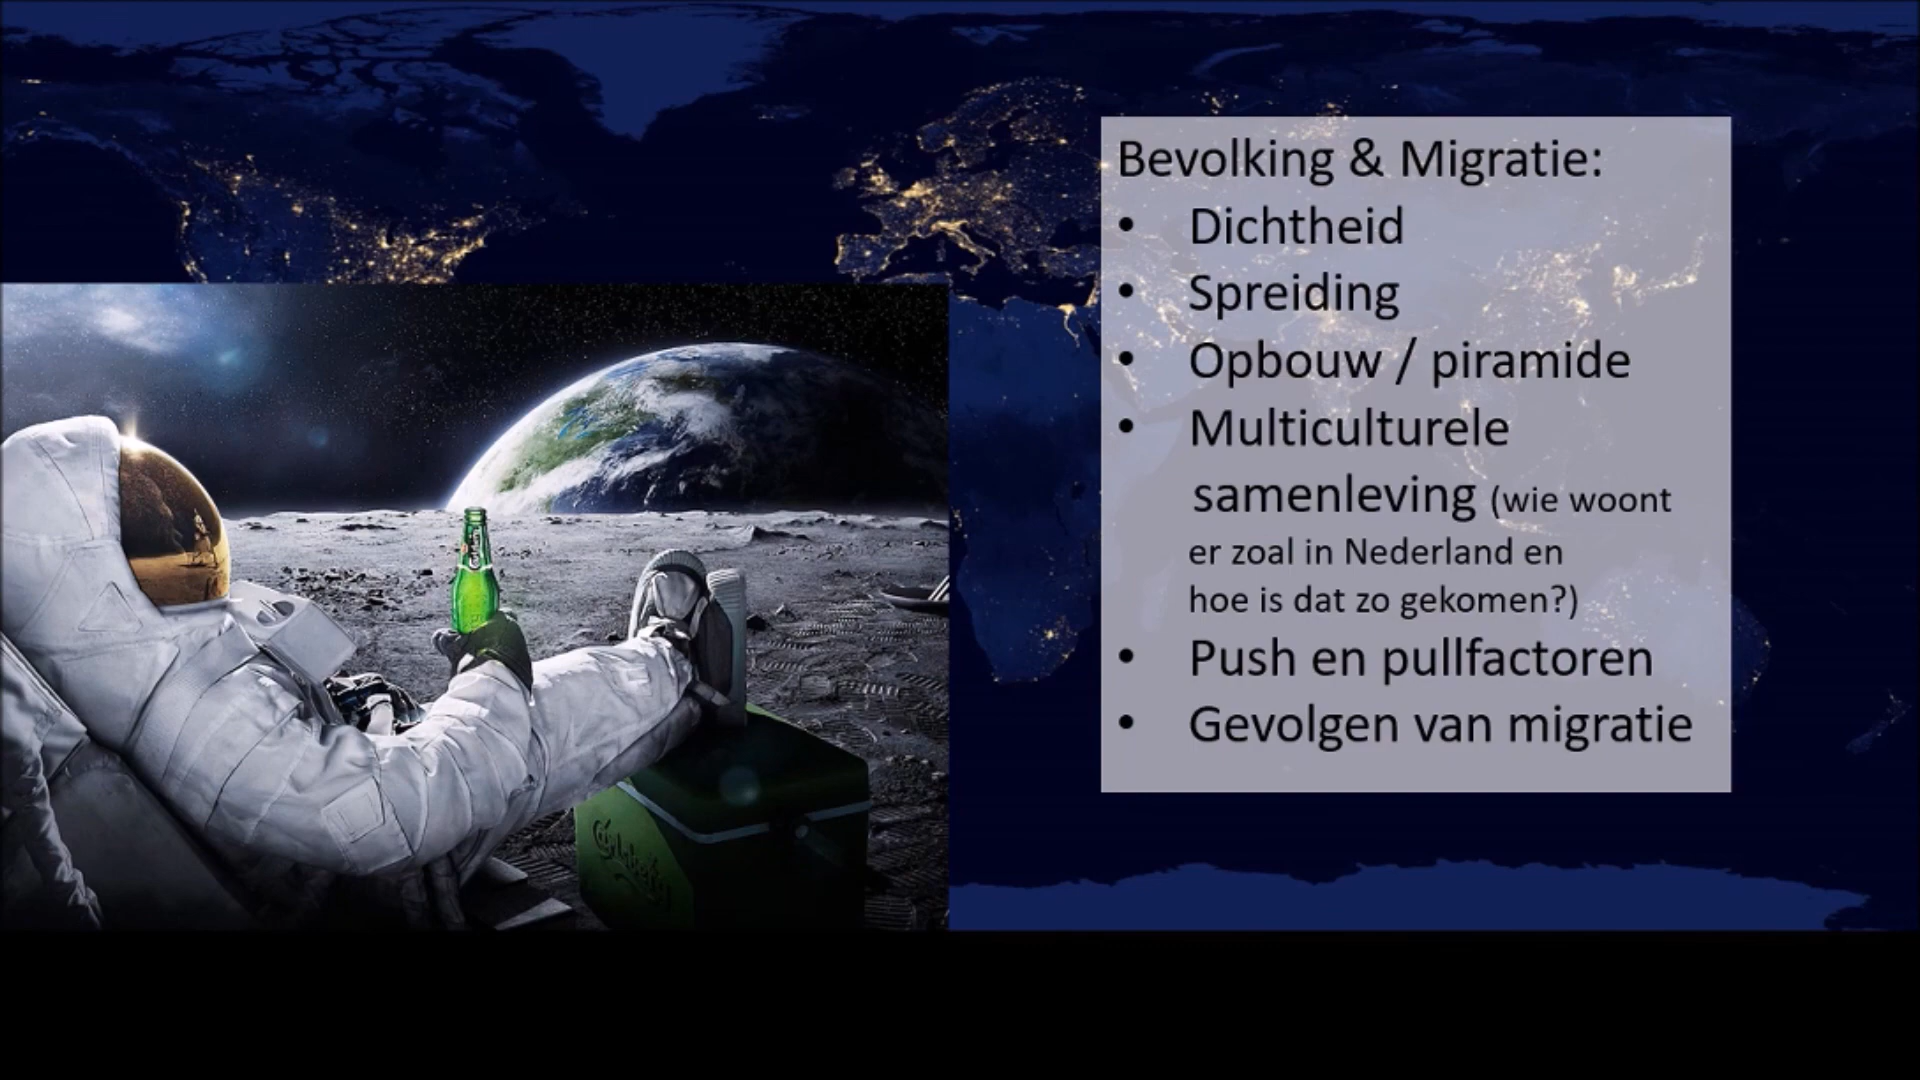 Bevolking & Migratie:
• Dichtheid
• Spreiding
• Opbouw / piramide
• Multiculturele
samenleving (wie woont
er zoal in Nederland en
hoe is dat zo gekomen?)
• Push en pullfactoren
• Gevolgen van migratie
Carlsberg